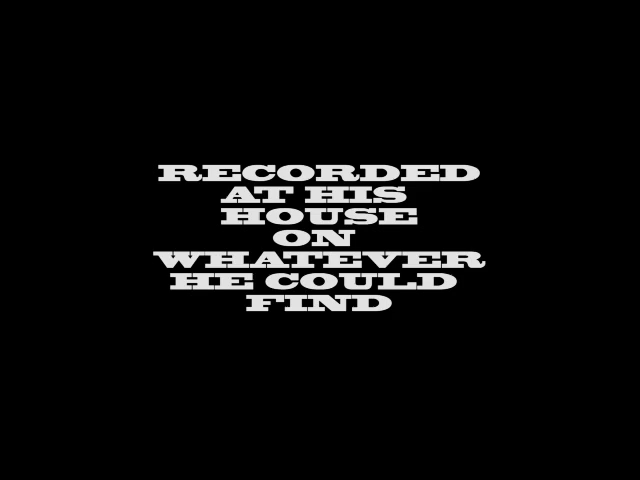 RECORDED
AT HIS
HOUSE
ON
WHATEVER
HE COULD
FIND